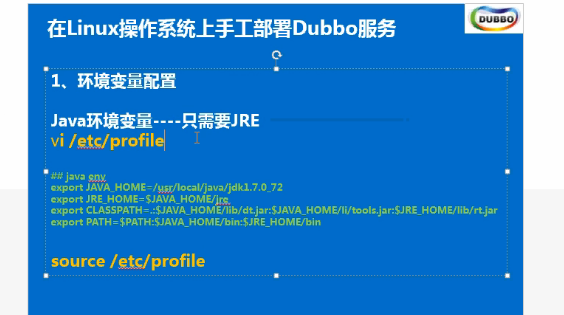 在Linux操作系统上手工部署Dubbo服务
DUBBO
1、环境变量配置
Java环境变量----只需要JRE
vi /etc/profile
## java env
export JAVA_HOME=/usr/local/java/jdk1.7.0_72
export JRE_HOME=$JAVA_HOME/jre
export CLASSPATH=.:$JAVA_HOME/lib/dt.jar:$JAVA_HOME/li/tools.jar:$JRE_HOME/lib/rt.jar
export PATH=$PATH:$JAVA_HOME/bin:$JRE_HOME/bin
source /etc/profile